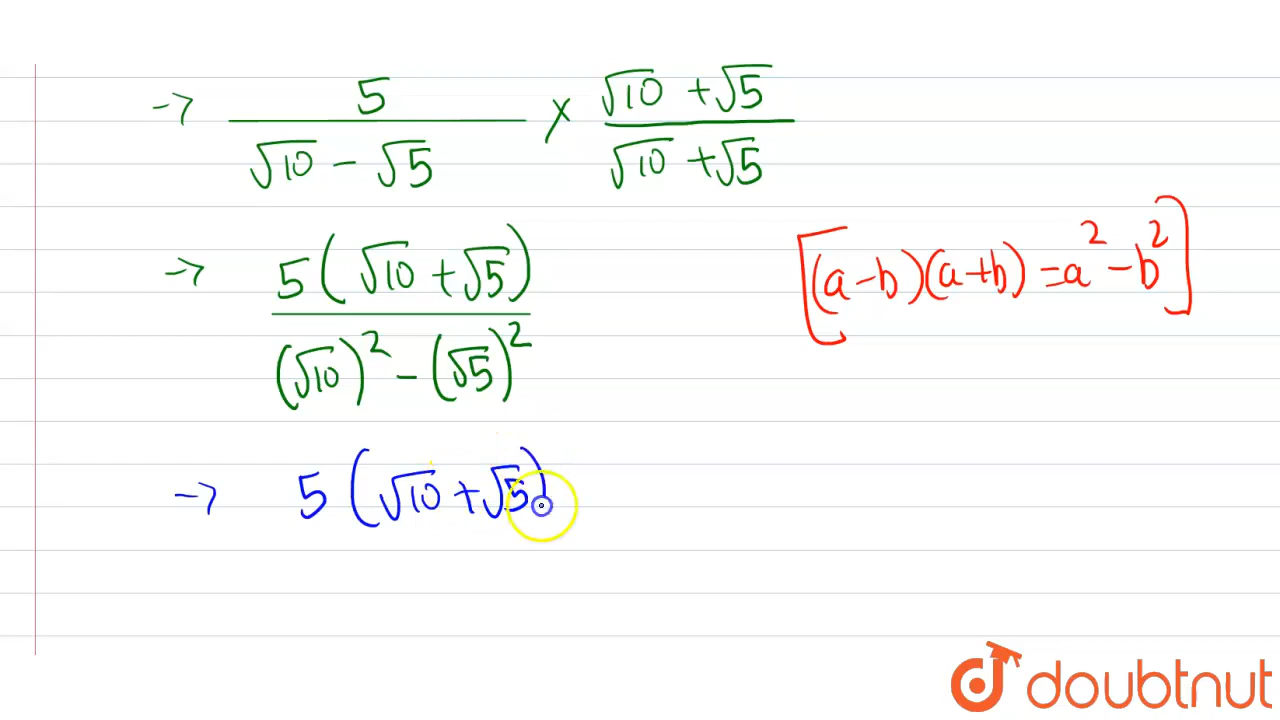 → 5 / (√10 − √5) × (√10 + √5) / (√10 + √5)
→ 5(√10 + √5) / ((√10)² − (√5)²)
[(a−b)(a+b) = a² − b²]
→ 5(√10 + √5)
doubtnut